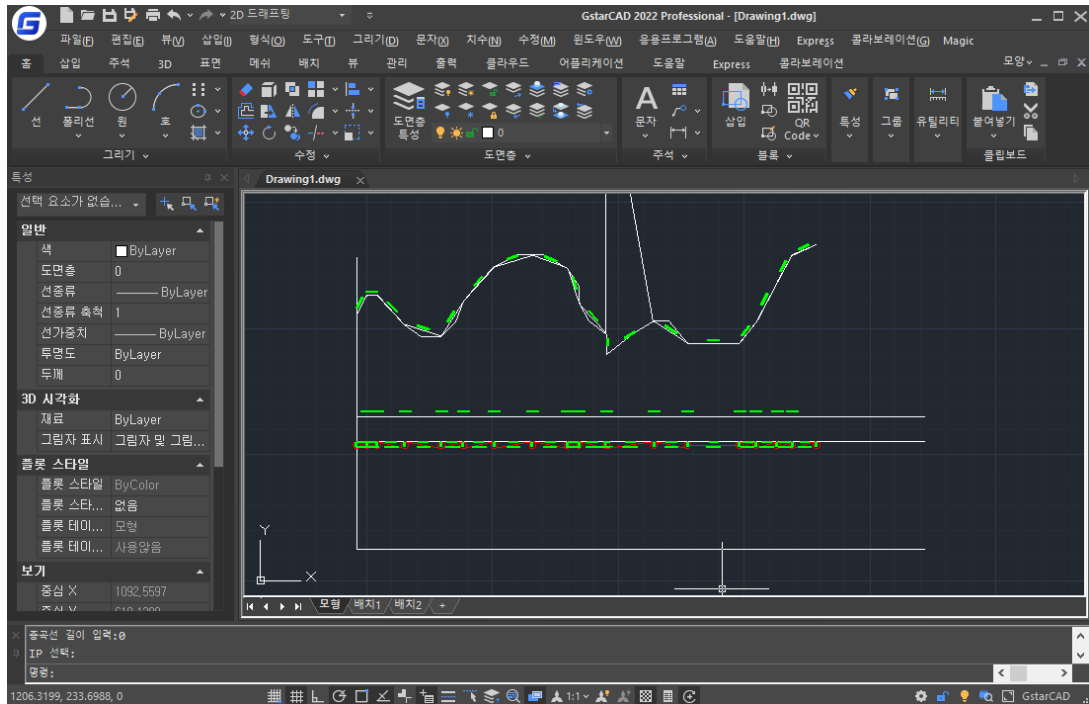 2D 드래프팅
GstarCAD 2022 Professional - [Drawing1.dwg]
파일(F) 편집(E) 뷰(V) 삽입(I) 형식(O) 도구(T) 그리기(D) 문자(X) 치수(N) 수정(M) 윈도우(W) 응용프로그램(A) 도움말(H) Express 콜라보레이션(G) Magic
홈 삽입 주석 3D 표면 메쉬 배치 뷰 관리 출력 클라우드 어플리케이션 도움말 Express 콜라보레이션 모양
선 폴리선 원 호
도면층 특성
0
문자
삽입
QR Code
특성 그룹 유틸리티 붙여넣기
그리기 수정 도면층 주석 블록 클립보드
특성
Drawing1.dwg
선택 요소가 없습...
일반
색 ByLayer
도면층 0
선종류 ByLayer
선종류 축척 1
선가중치 ByLayer
투명도 ByLayer
두께 0
3D 시각화
재료 ByLayer
그림자 표시 그림자 및 그림...
플롯 스타일
플롯 스타일 ByColor
플롯 스타... 없음
플롯 테이... 모형
플롯 테이... 사용않음
보기
중심 X 1092,5597
Y
X
모형 배치1 배치2 +
종곡선 길이 입력:0
IP 선택:
명령:
1206.3199, 233.6988, 0
1:1
GstarCAD